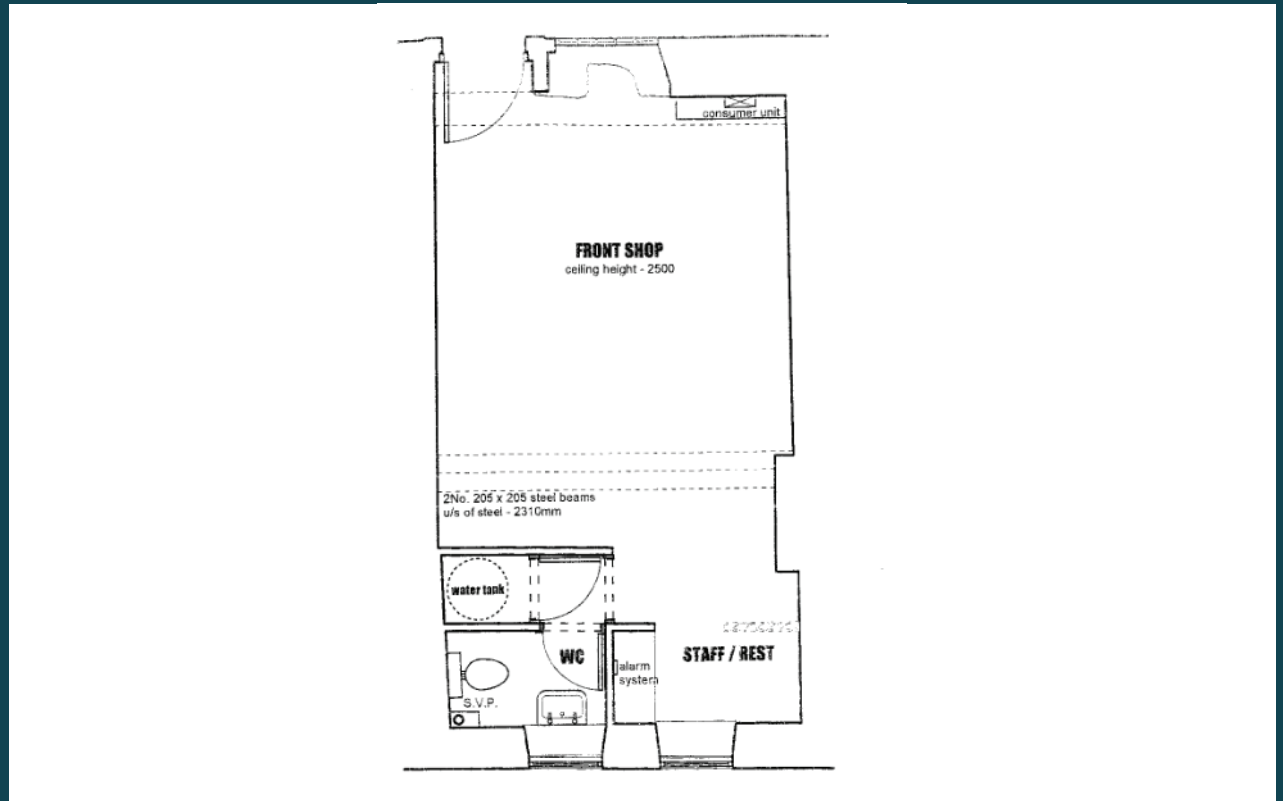 consumer unit
FRONT SHOP
ceiling height - 2500
2No. 205 x 205 steel beams
u/s of steel - 2310mm
water tank
WC
STAFF / REST
alarm
system
S.V.P.